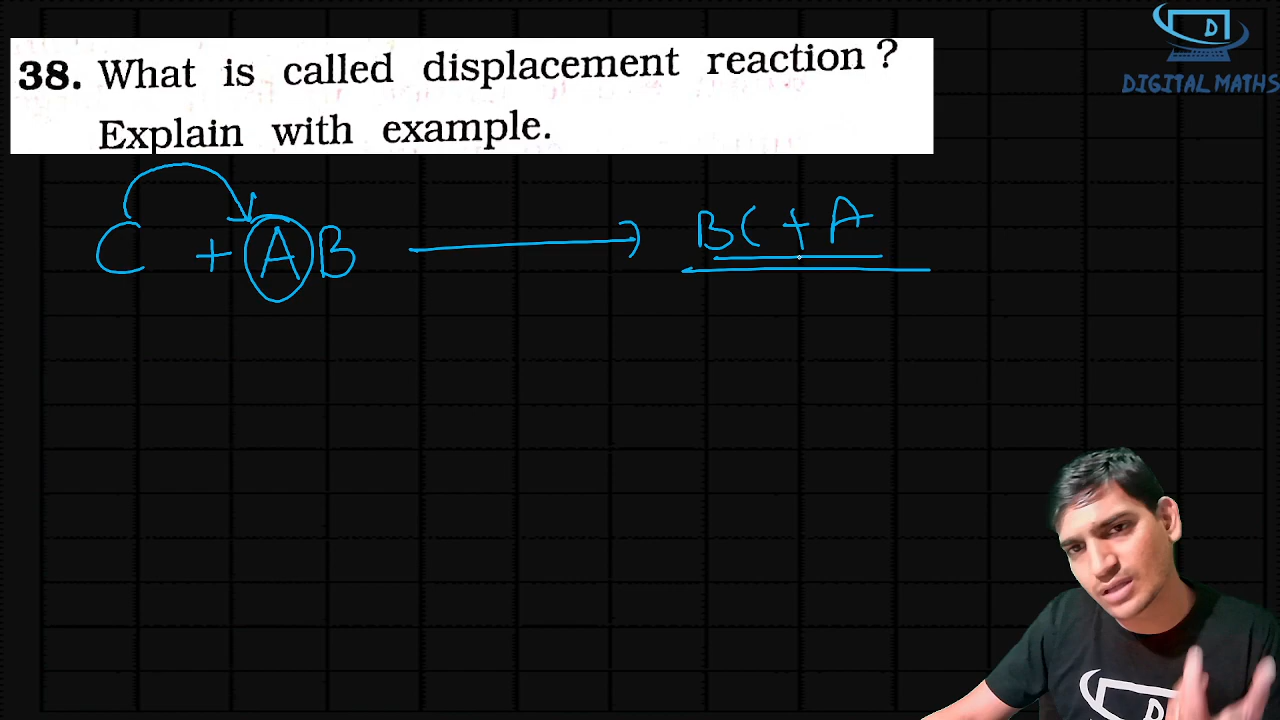 38. What is called displacement reaction ?
Explain with example.
C + AB → BC + A
D
DIGITAL MATHS
D